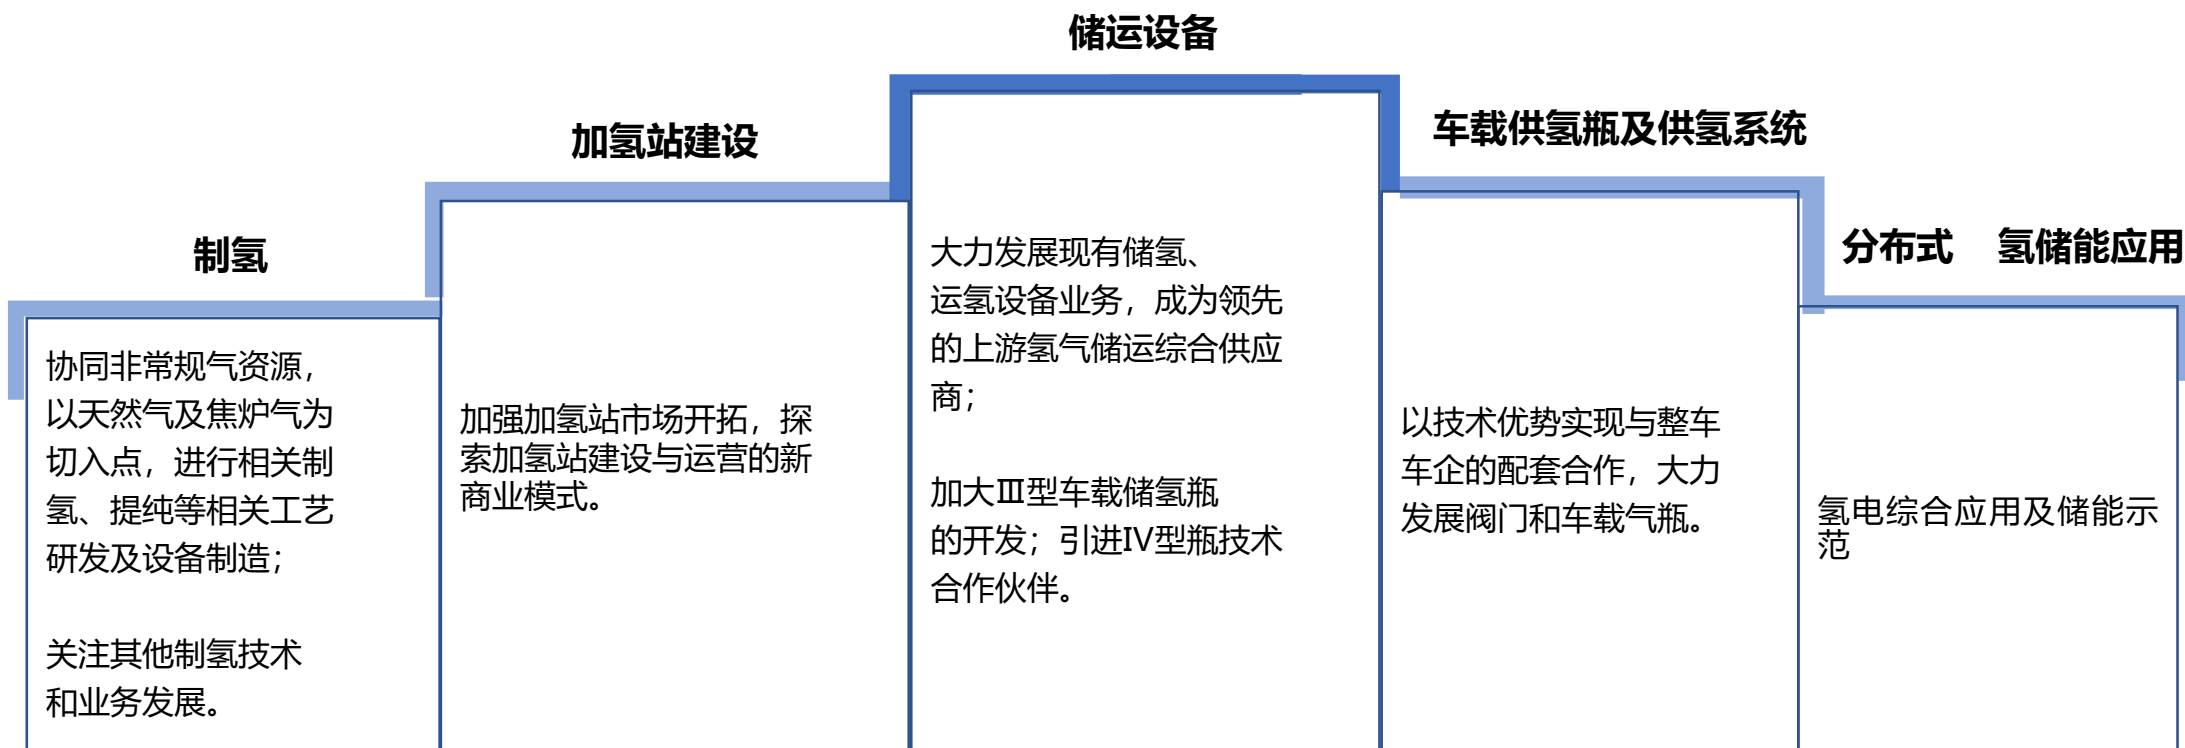 制氢
协同非常规气资源，
以天然气及焦炉气为
切入点，进行相关制
氢、提纯等相关工艺
研发及设备制造；
关注其他制氢技术
和业务发展。
加氢站建设
加强加氢站市场开拓，探
索加氢站建设与运营的新
商业模式。
储运设备
大力发展现有储氢、
运氢设备业务，成为领先
的上游氢气储运综合供应
商；
加大Ⅲ型车载储氢瓶
的开发；引进IV型瓶技术
合作伙伴。
车载供氢瓶及供氢系统
以技术优势实现与整车
车企的配套合作，大力
发展阀门和车载气瓶。
分布式 氢储能应用
氢电综合应用及储能示
范